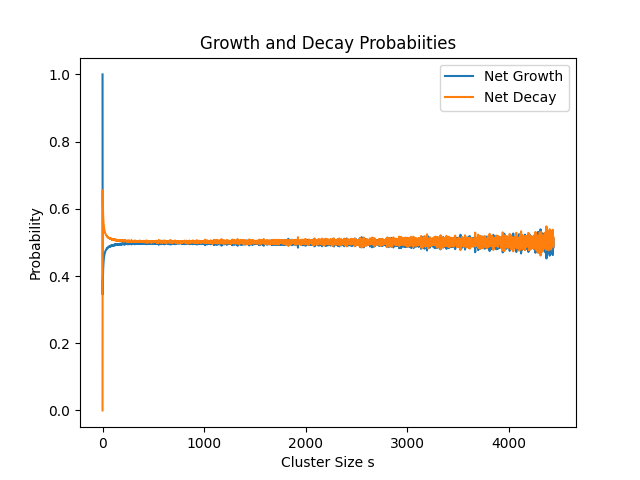 Growth and Decay Probabiities
Net Growth
Net Decay
Probability
1.0
0.8
0.6
0.4
0.2
0.0
0
1000
2000
3000
4000
Cluster Size s